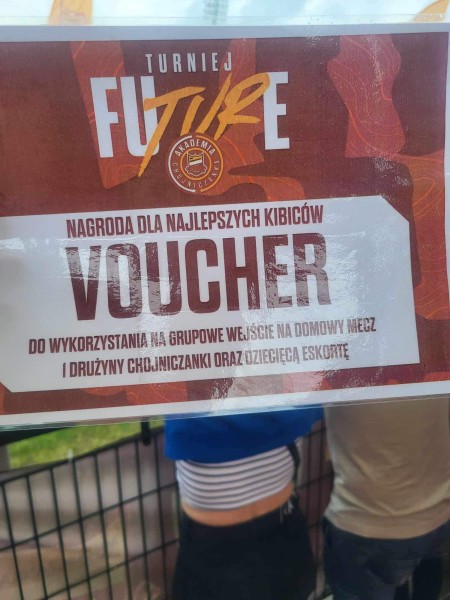 TURNIEJ
FUTURE
AKADEMIA
CHOJNICZANKI
NAGRODA DLA NAJLEPSZYCH KIBICÓW
VOUCHER
DO WYKORZYSTANIA NA GRUPOWE WEJŚCIE NA DOMOWY MECZ
I DRUŻYNY CHOJNICZANKI ORAZ DZIECIĘCĄ ESKORTĘ